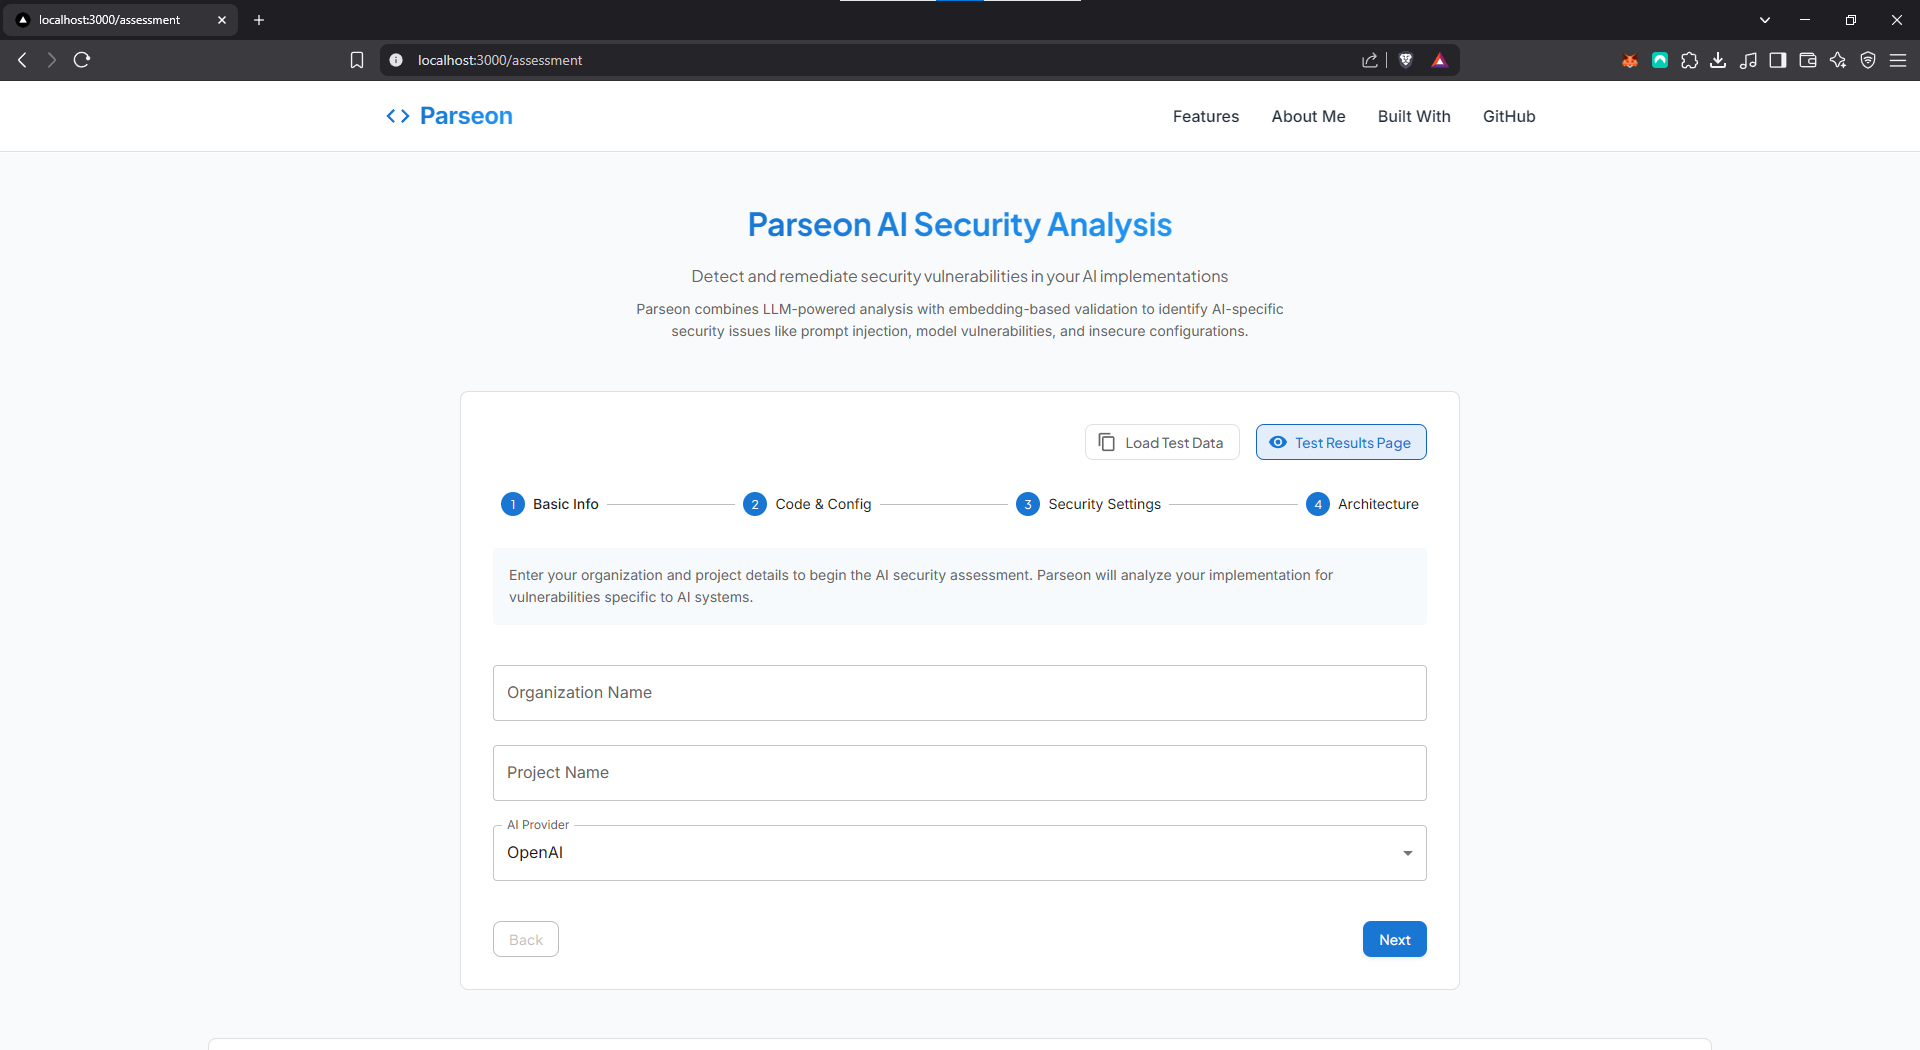 localhost:3000/assessment
localhost:3000/assessment
<> Parseon
Features
About Me
Built With
GitHub
Parseon AI Security Analysis
Detect and remediate security vulnerabilities in your AI implementations
Parseon combines LLM-powered analysis with embedding-based validation to identify AI-specific
security issues like prompt injection, model vulnerabilities, and insecure configurations.
Load Test Data
Test Results Page
1 Basic Info
2 Code & Config
3 Security Settings
4 Architecture
Enter your organization and project details to begin the AI security assessment. Parseon will analyze your implementation for
vulnerabilities specific to AI systems.
Organization Name
Project Name
AI Provider
OpenAI
Back
Next